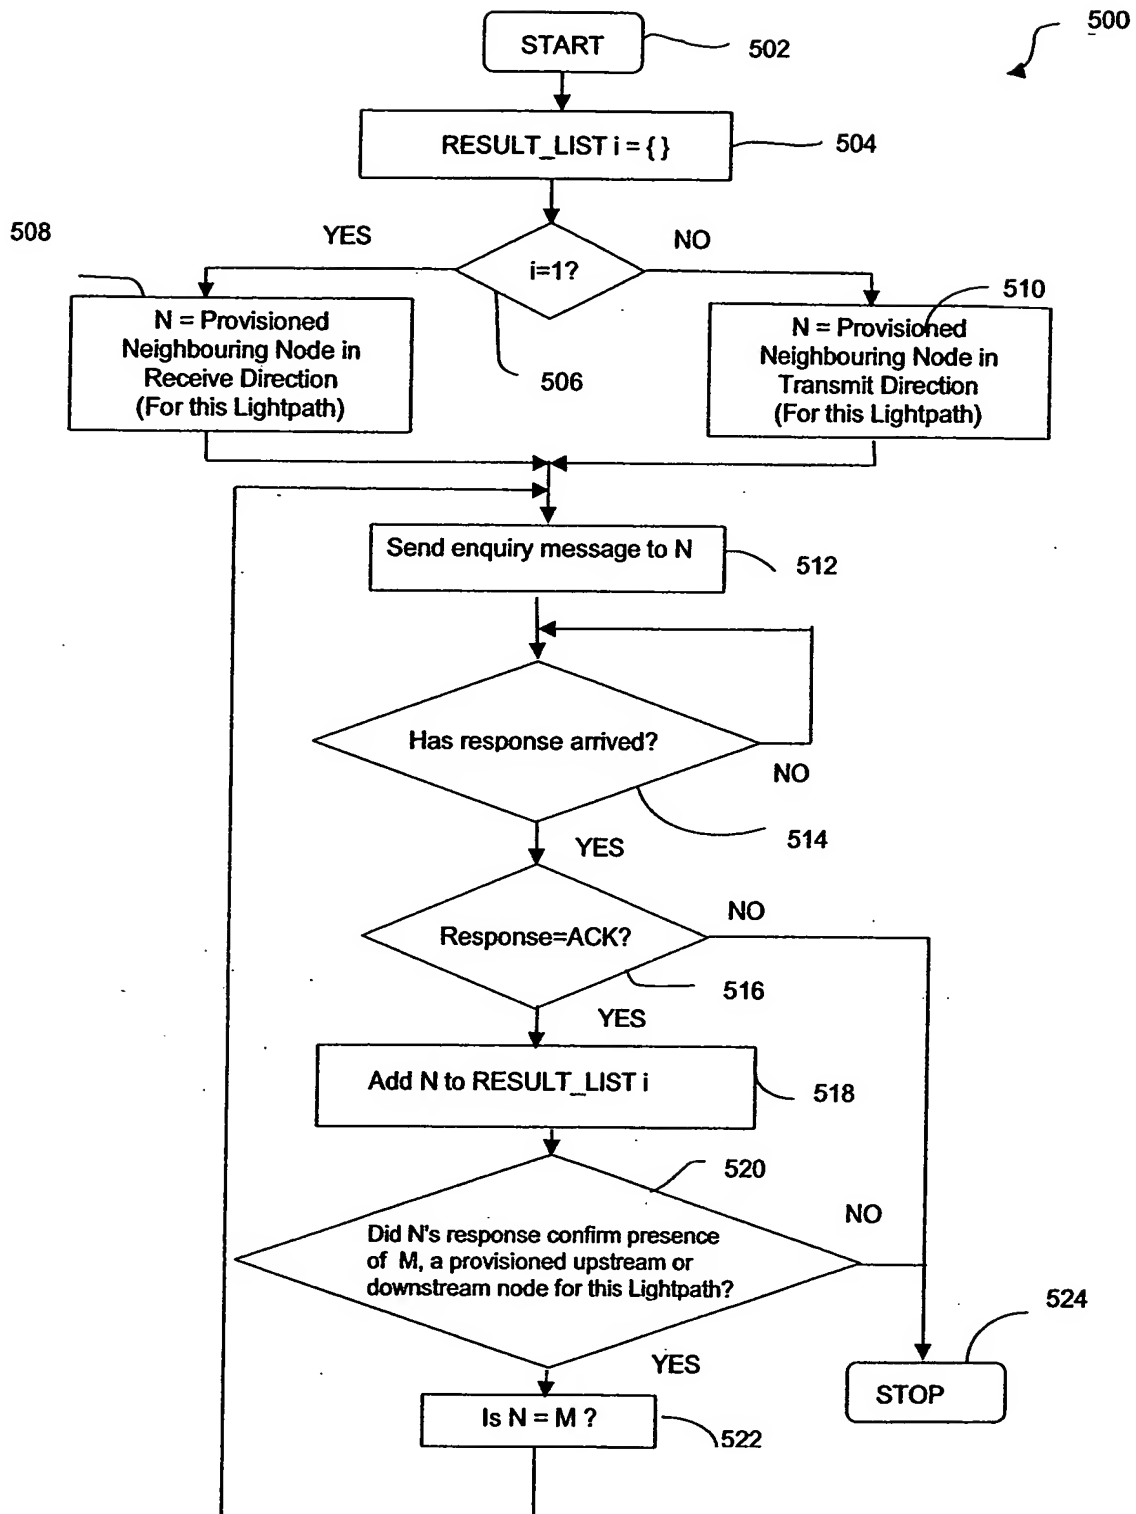 500
START
502
RESULT_LIST i = { }
504
508
YES
NO
i=1?
510
N = Provisioned
Neighbouring Node in
Receive Direction
(For this Lightpath)
506
N = Provisioned
Neighbouring Node in
Transmit Direction
(For this Lightpath)
Send enquiry message to N
512
Has response arrived?
NO
514
YES
NO
Response=ACK?
516
YES
Add N to RESULT_LIST i
518
520
NO
Did N's response confirm presence
of M, a provisioned upstream or
downstream node for this Lightpath?
524
YES
STOP
Is N = M ?
522